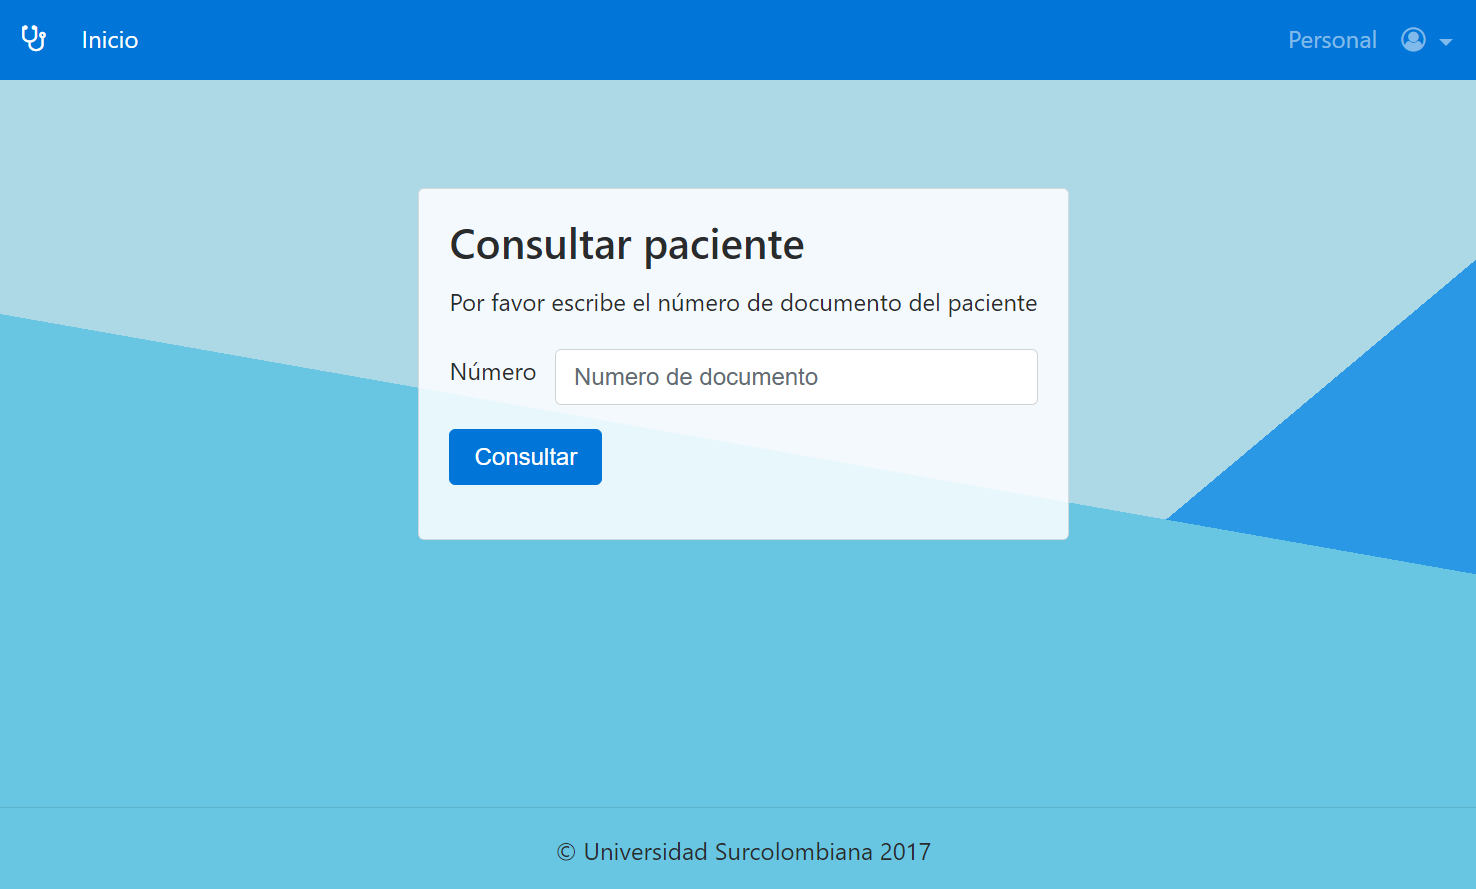 Inicio
Personal
Consultar paciente
Por favor escribe el número de documento del paciente
Número
Numero de documento
Consultar
© Universidad Surcolombiana 2017